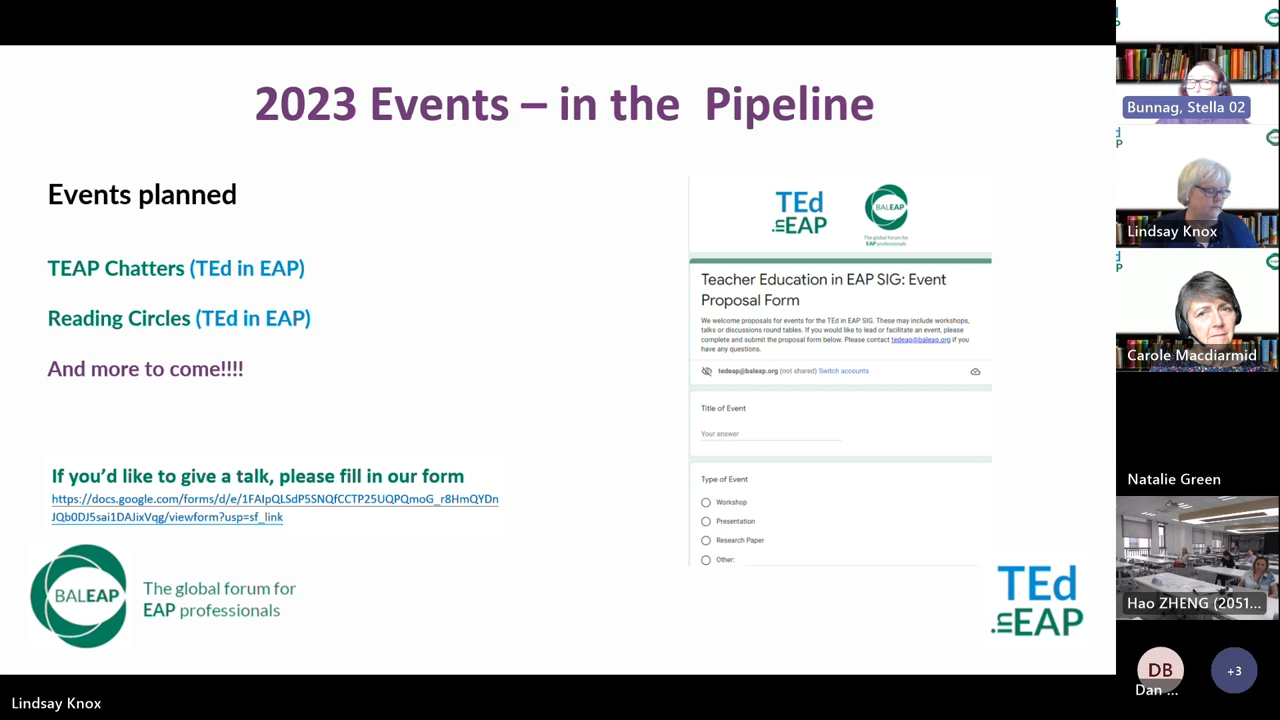 2023 Events – in the  Pipeline
Events planned
TEAP Chatters (TEd in EAP)
Reading Circles (TEd in EAP)
And more to come!!!!
If you'd like to give a talk, please fill in our form
https://docs.google.com/forms/d/e/1FAIpQLSdP5SNQfCCTP25UQPQmoG_r8HmQYDn
JQb0DJ5sai1DAJixVqg/viewform?usp=sf_link
BALEAP
The global forum for
EAP professionals
TEd
in EAP
BALEAP
The global forum for
EAP professionals
Teacher Education in EAP SIG: Event
Proposal Form
We welcome proposals for events for the TEd in EAP SIG. These may include workshops,
talks or discussions round tables. If you would like to lead or facilitate an event, please
complete and submit the proposal form below. Please contact tedeap@baleap.org if you
have any questions.
tedeap@baleap.org (not shared) Switch accounts
Title of Event
Your answer
Type of Event
Workshop
Presentation
Research Paper
Other:
TEd
in EAP
Bunnag, Stella 02
Lindsay Knox
Carole Macdiarmid
Natalie Green
Hao ZHENG (2051...
DB
Dan ...
+3
Lindsay Knox